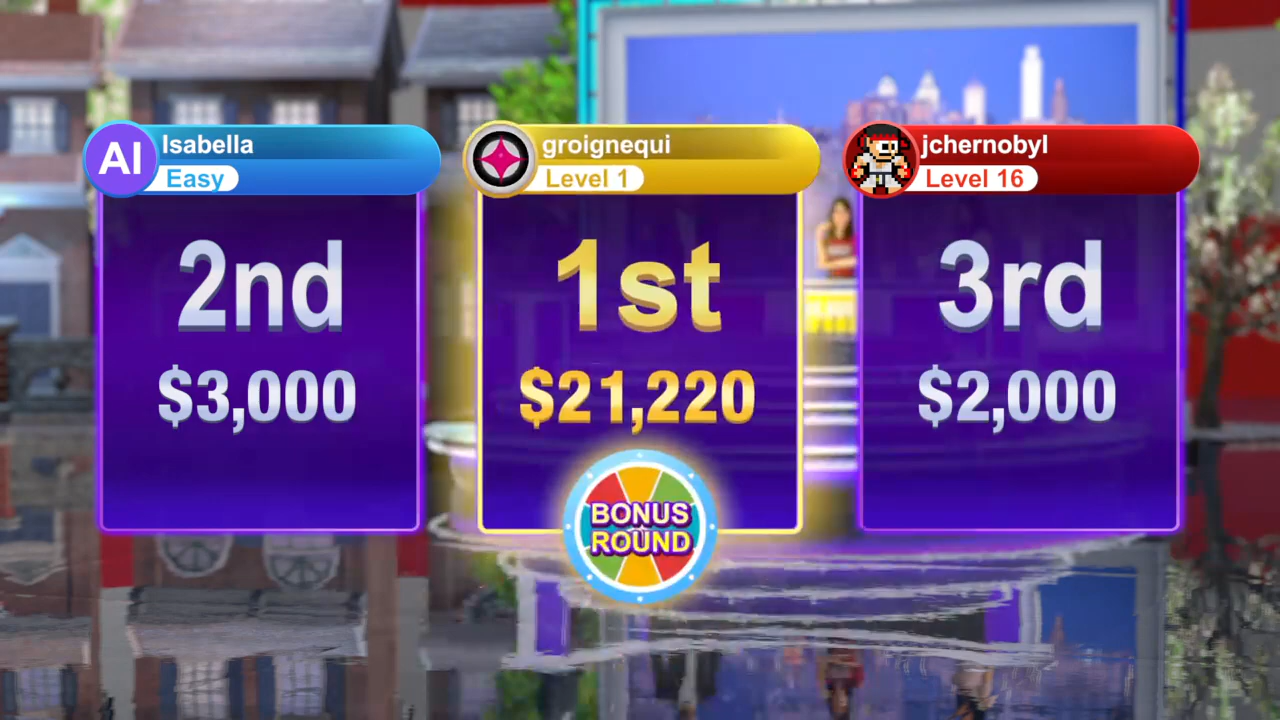 AI
Isabella
Easy
2nd
$3,000
groignequi
Level 1
1st
$21,220
BONUS
ROUND
jchernobyl
Level 16
3rd
$2,000